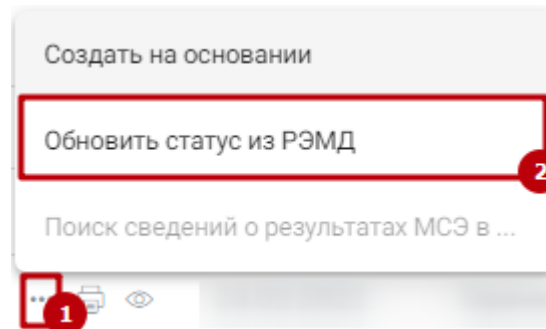 Создать на основании
Обновить статус из РЭМД
2
Поиск сведений о результатах МСЭ в ...
... 1